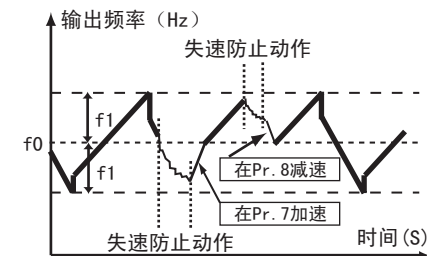 输出频率（Hz）
失速防止动作
f1
f0
f1
在Pr.8减速
在Pr.7加速
失速防止动作
时间(S)